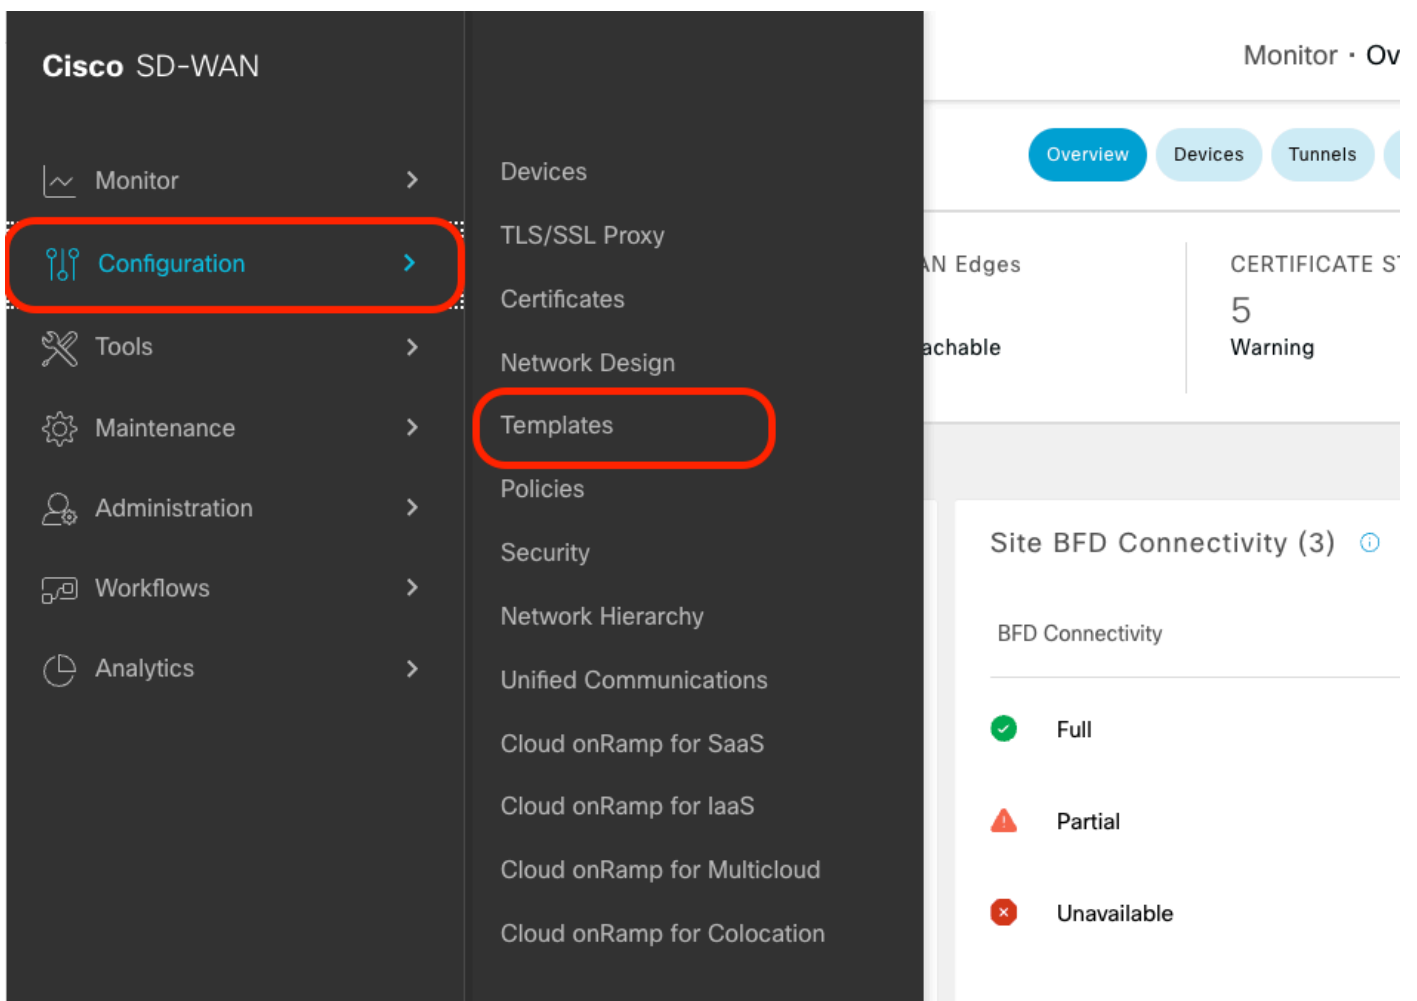 Cisco SD-WAN
Monitor
Configuration
Tools
Maintenance
Administration
Workflows
Analytics
Devices
TLS/SSL Proxy
Certificates
Network Design
Templates
Policies
Security
Network Hierarchy
Unified Communications
Cloud onRamp for SaaS
Cloud onRamp for IaaS
Cloud onRamp for Multicloud
Cloud onRamp for Colocation
Monitor · Ov
Overview
Devices
Tunnels
AN Edges
achable
CERTIFICATE ST
5
Warning
Site BFD Connectivity (3)
BFD Connectivity
Full
Partial
Unavailable